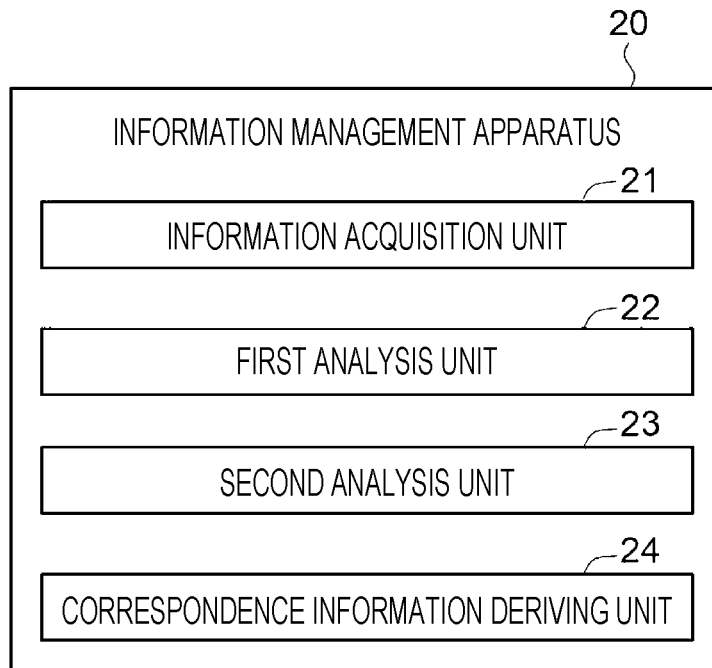 20
INFORMATION MANAGEMENT APPARATUS
21
INFORMATION ACQUISITION UNIT
22
FIRST ANALYSIS UNIT
23
SECOND ANALYSIS UNIT
24
CORRESPONDENCE INFORMATION DERIVING UNIT